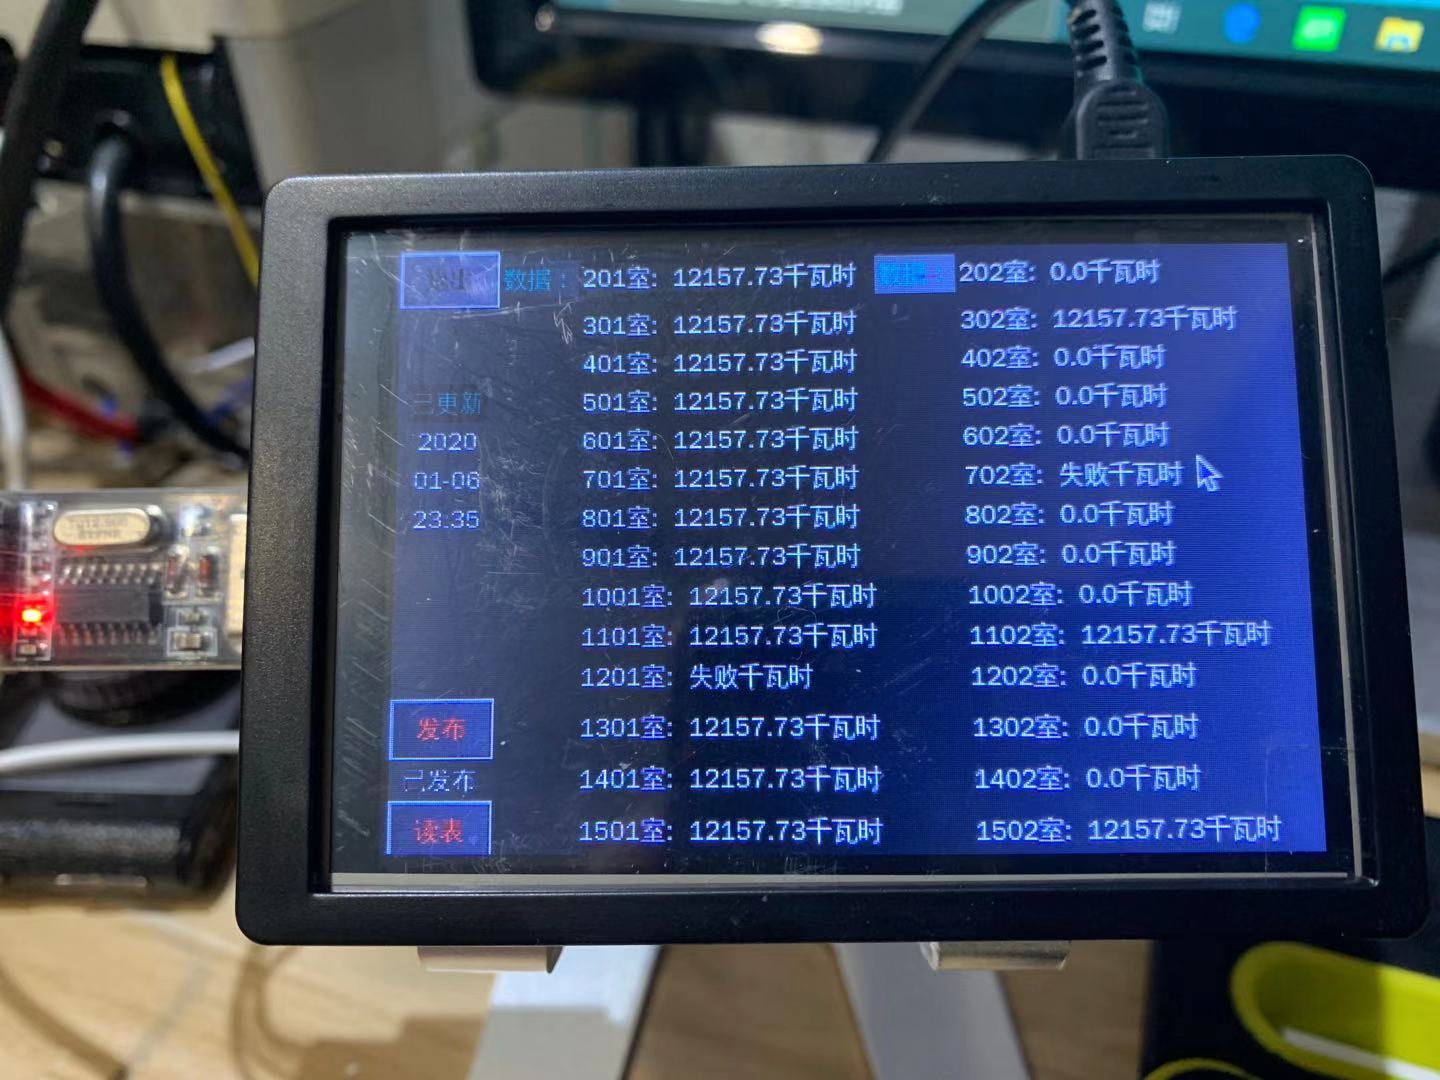 退出 数据： 201室: 12157.73千瓦时 数据： 202室: 0.0千瓦时
301室: 12157.73千瓦时 302室: 12157.73千瓦时
401室: 12157.73千瓦时 402室: 0.0千瓦时
已更新 501室: 12157.73千瓦时 502室: 0.0千瓦时
2020 601室: 12157.73千瓦时 602室: 0.0千瓦时
01-06 701室: 12157.73千瓦时 702室: 失败千瓦时
23:35 801室: 12157.73千瓦时 802室: 0.0千瓦时
901室: 12157.73千瓦时 902室: 0.0千瓦时
1001室: 12157.73千瓦时 1002室: 0.0千瓦时
1101室: 12157.73千瓦时 1102室: 12157.73千瓦时
1201室: 失败千瓦时 1202室: 0.0千瓦时
发布 1301室: 12157.73千瓦时 1302室: 0.0千瓦时
已发布 1401室: 12157.73千瓦时 1402室: 0.0千瓦时
读表 1501室: 12157.73千瓦时 1502室: 12157.73千瓦时